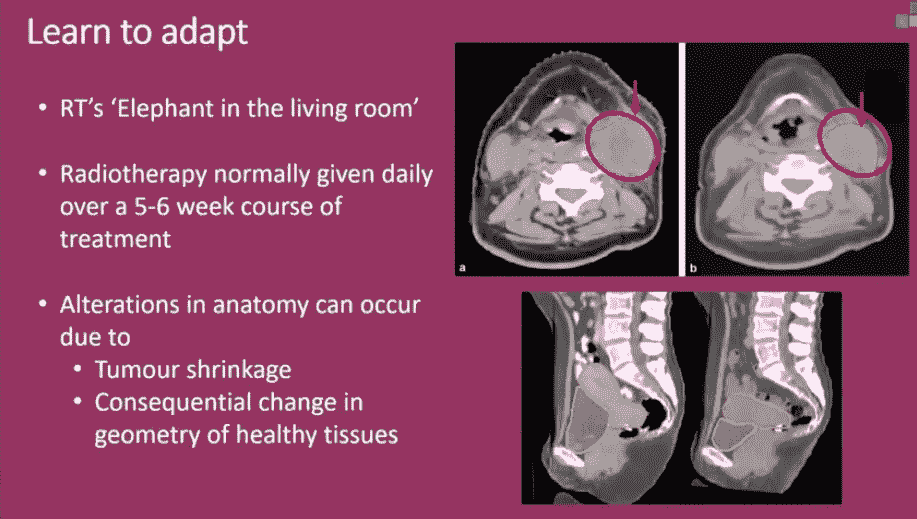 Learn to adapt
• RT's 'Elephant in the living room'
• Radiotherapy normally given daily
over a 5-6 week course of
treatment
• Alterations in anatomy can occur
due to
• Tumour shrinkage
• Consequential change in
geometry of healthy tissues
a
b